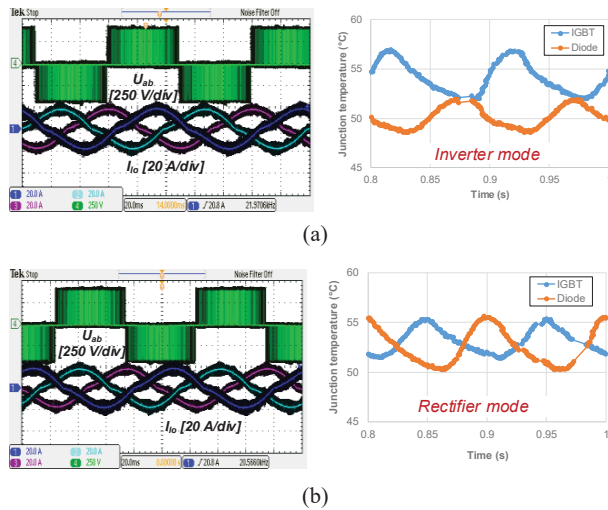 Tek Stop
Noise Filter Off
4
U_ab
[250 V/div]
1
I_lo [20 A/div]
1 20.0 A
2 20.0 A
3 20.0 A
4 250 V
20.0ms
1 20.8 A
21.9706kHz
60
55
50
45
Junction temperature (°C)
IGBT
Diode
Inverter mode
0.8
0.85
0.9
0.95
Time (s)
(a)
Tek Stop
Noise Filter Off
4
U_ab
[250 V/div]
1
I_lo [20 A/div]
1 20.0 A
2 20.0 A
3 20.0 A
4 250 V
20.0ms
1 20.8 A
60
55
50
45
Junction temperature (°C)
IGBT
Diode
Rectifier mode
0.8
0.85
0.9
0.95
1
Time (s)
(b)